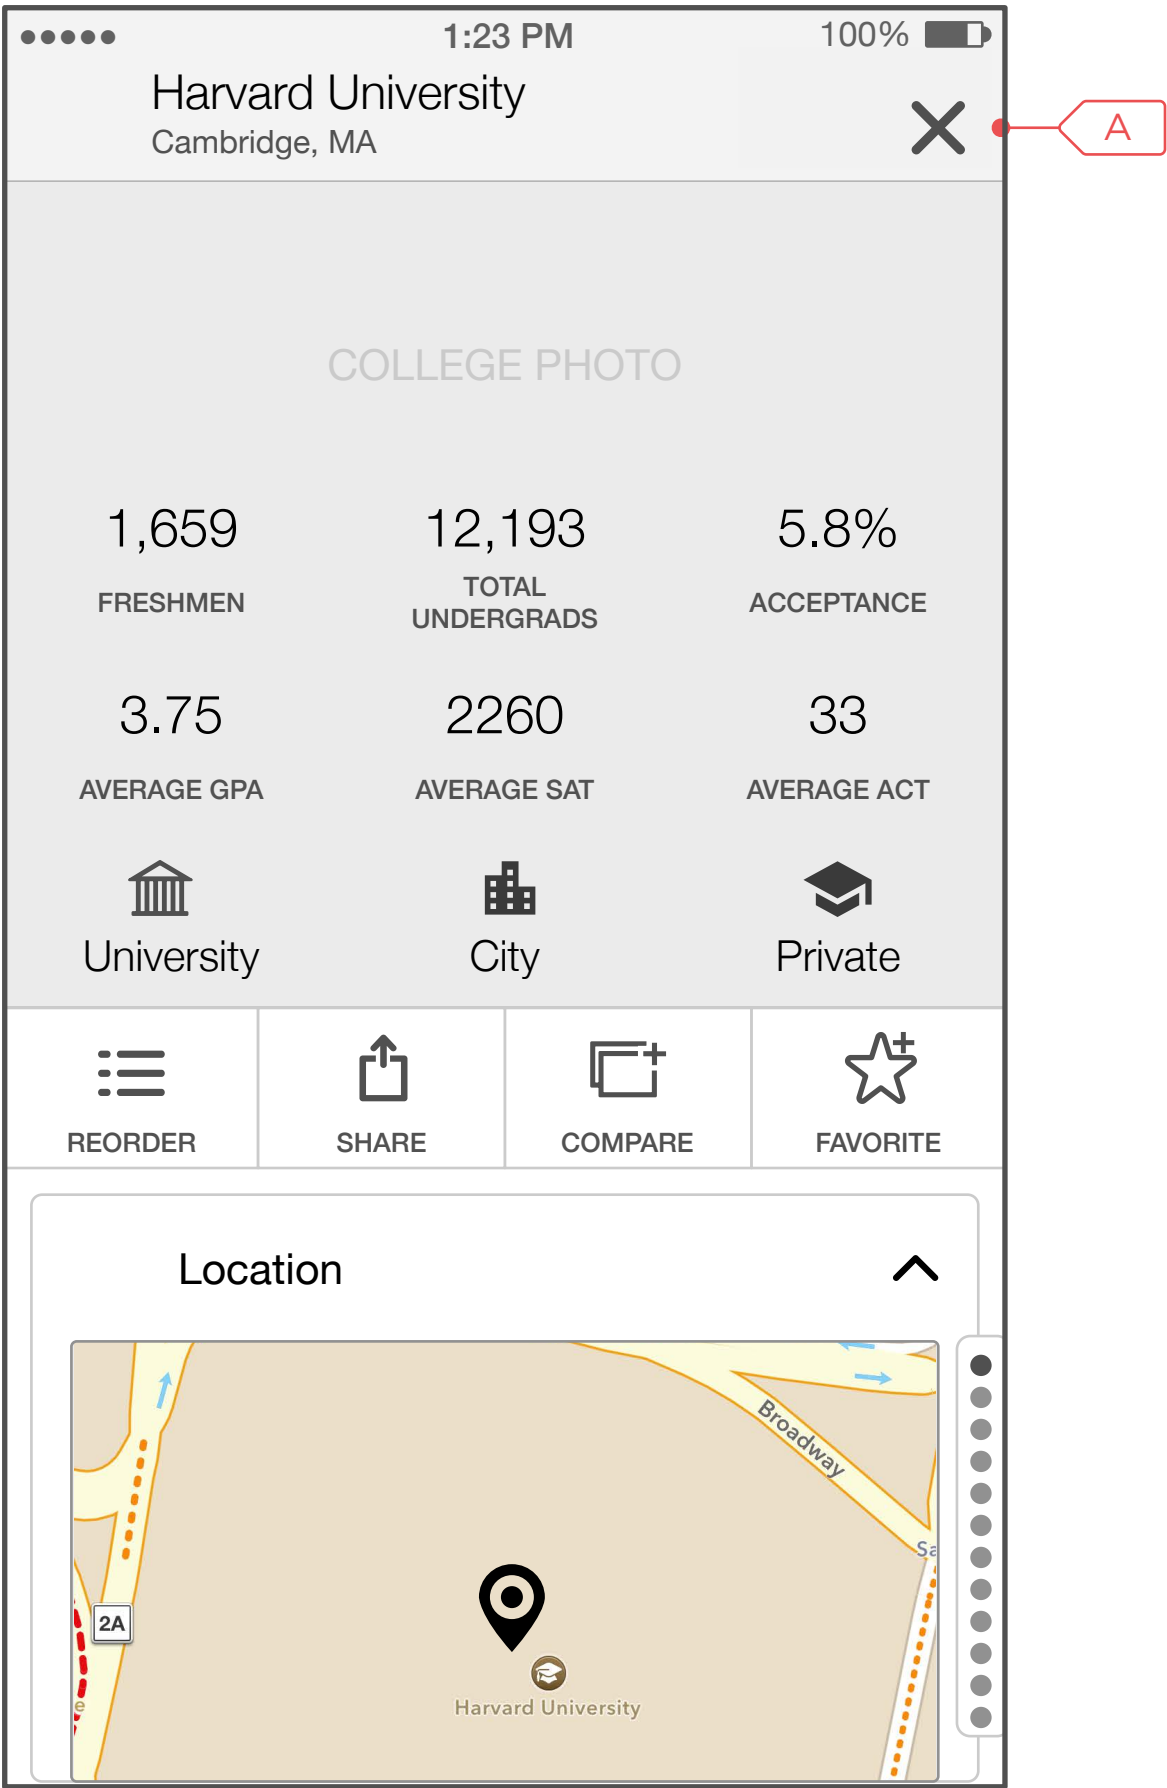 1:23 PM
100%
Harvard University
Cambridge, MA
A
COLLEGE PHOTO
1,659
12,193
5.8%
FRESHMEN
TOTAL
UNDERGRADS
ACCEPTANCE
3.75
2260
33
AVERAGE GPA
AVERAGE SAT
AVERAGE ACT
University
City
Private
REORDER
SHARE
COMPARE
FAVORITE
Location
Broadway
Sa
2A
e
Harvard University